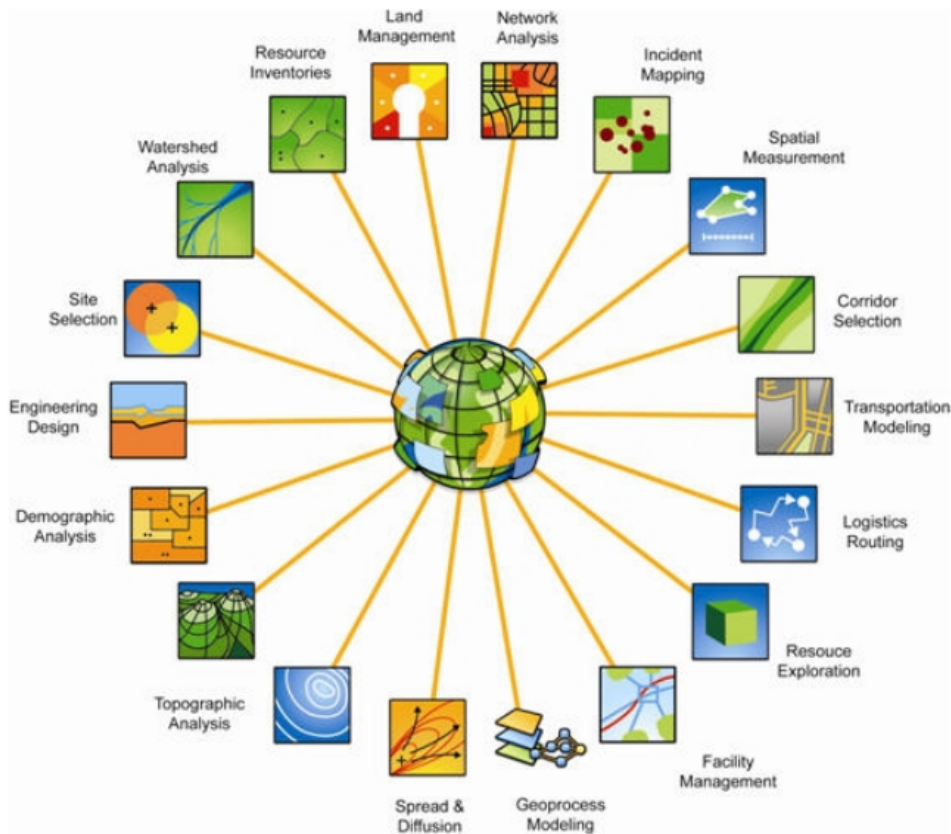 Land
Management
Network
Analysis
Resource
Inventories
Incident
Mapping
Watershed
Analysis
Spatial
Measurement
Site
Selection
Corridor
Selection
Engineering
Design
Transportation
Modeling
Demographic
Analysis
Logistics
Routing
Resouce
Exploration
Topographic
Analysis
Facility
Management
Spread &
Diffusion
Geoprocess
Modeling